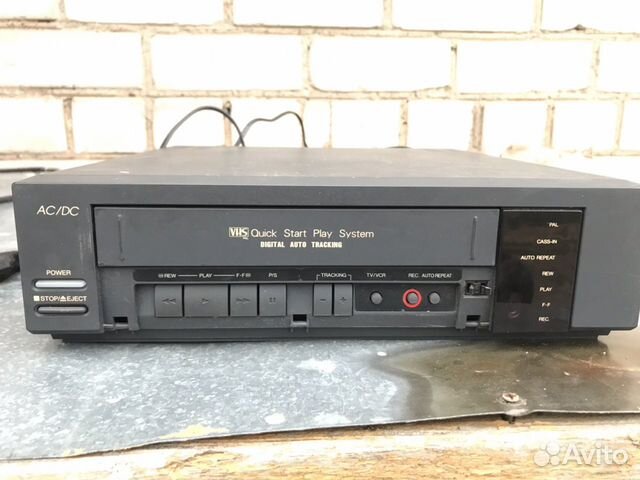 AC/DC
VHS Quick Start Play System
DIGITAL AUTO TRACKING
POWER
STOP/EJECT
REW PLAY F-F P/S TRACKING TV/VCR REC. AUTO REPEAT
- +
PAL
CASS-IN
AUTO REPEAT
REW
PLAY
F-F
REC.
Avito